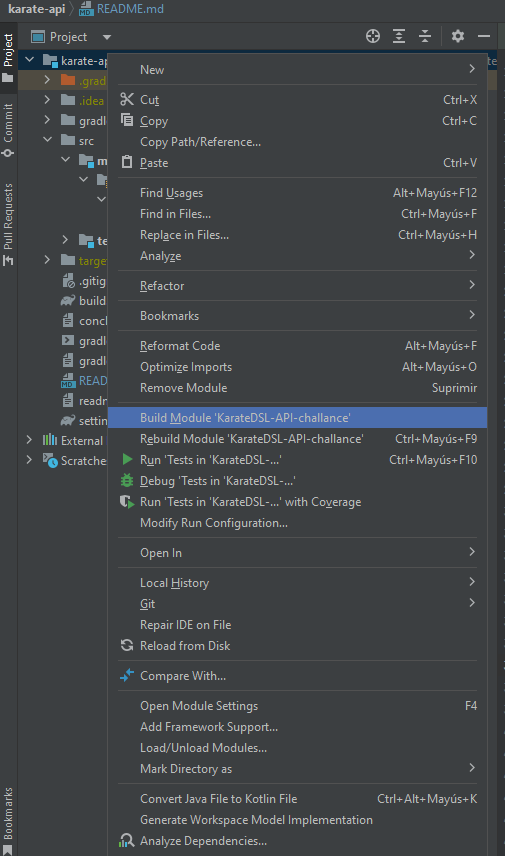 karate-api
README.md
Project
Project
Commit
Pull Requests
Bookmarks
karate-ap
.grad
.idea
gradle
src
m
te
target
.gitig
build
concl
gradl
gradl
READ
readm
settin
External
Scratche
New
Cut Ctrl+X
Copy Ctrl+C
Copy Path/Reference...
Paste Ctrl+V
Find Usages Alt+Mayús+F12
Find in Files... Ctrl+Mayús+F
Replace in Files... Ctrl+Mayús+H
Analyze
Refactor
Bookmarks
Reformat Code Alt+Mayús+F
Optimize Imports Alt+Mayús+O
Remove Module Suprimir
Build Module 'KarateDSL-API-challance'
Rebuild Module 'KarateDSL-API-challance' Ctrl+Mayús+F9
Run 'Tests in 'KarateDSL-...' Ctrl+Mayús+F10
Debug 'Tests in 'KarateDSL-...'
Run 'Tests in 'KarateDSL-...' with Coverage
Modify Run Configuration...
Open In
Local History
Git
Repair IDE on File
Reload from Disk
Compare With...
Open Module Settings F4
Add Framework Support...
Load/Unload Modules...
Mark Directory as
Convert Java File to Kotlin File Ctrl+Alt+Mayús+K
Generate Workspace Model Implementation
Analyze Dependencies...